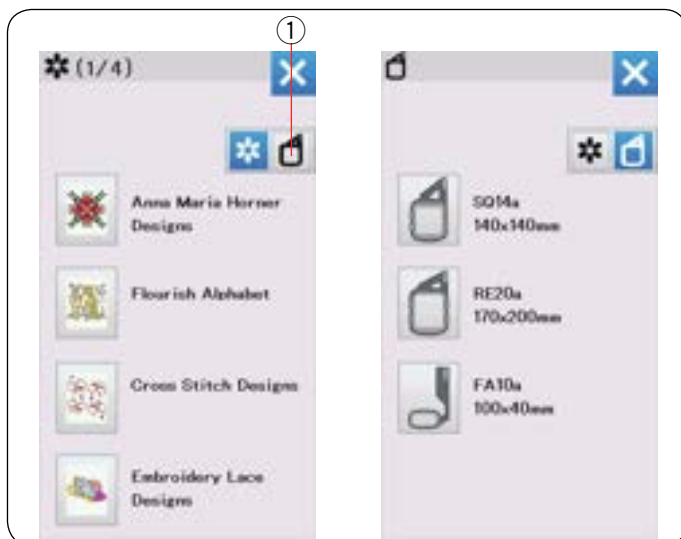 ①
(1/4)
Anna Maria Horner
Designs
Flourish Alphabet
Cross Stitch Designs
Embroidery Lace
Designs
SQ14a
140x140mm
RE20a
170x200mm
FA10a
100x40mm